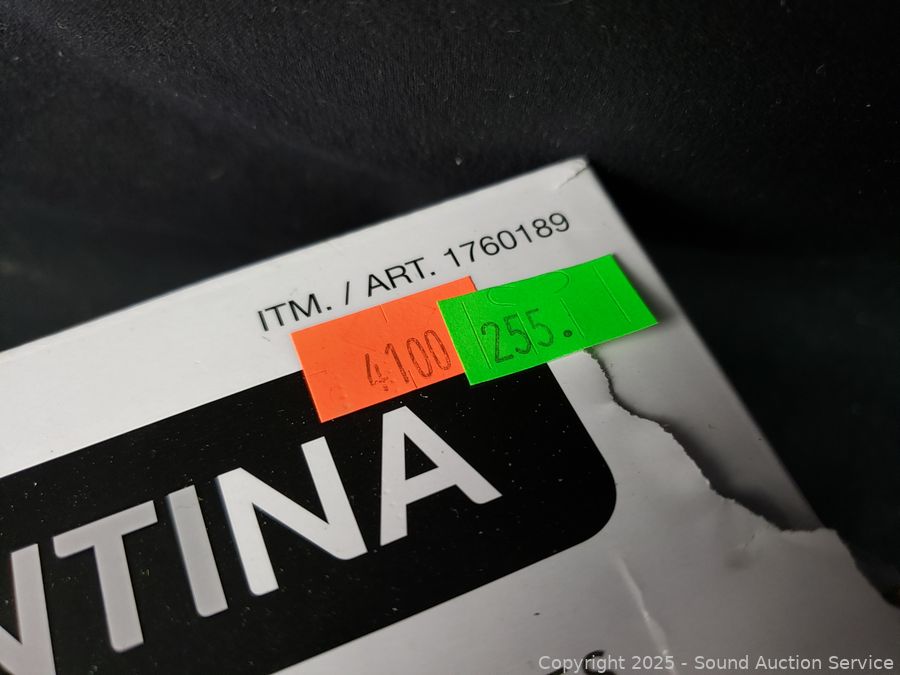 ITM. / ART. 1760189
4100
255.
NTINA
Copyright 2025 - Sound Auction Service